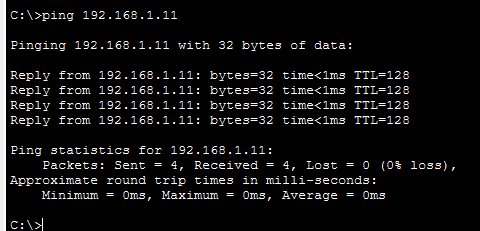 C:\>ping 192.168.1.11
Pinging 192.168.1.11 with 32 bytes of data:
Reply from 192.168.1.11: bytes=32 time<1ms TTL=128
Reply from 192.168.1.11: bytes=32 time<1ms TTL=128
Reply from 192.168.1.11: bytes=32 time<1ms TTL=128
Reply from 192.168.1.11: bytes=32 time<1ms TTL=128
Ping statistics for 192.168.1.11:
Packets: Sent = 4, Received = 4, Lost = 0 (0% loss),
Approximate round trip times in milli-seconds:
Minimum = 0ms, Maximum = 0ms, Average = 0ms
C:\>